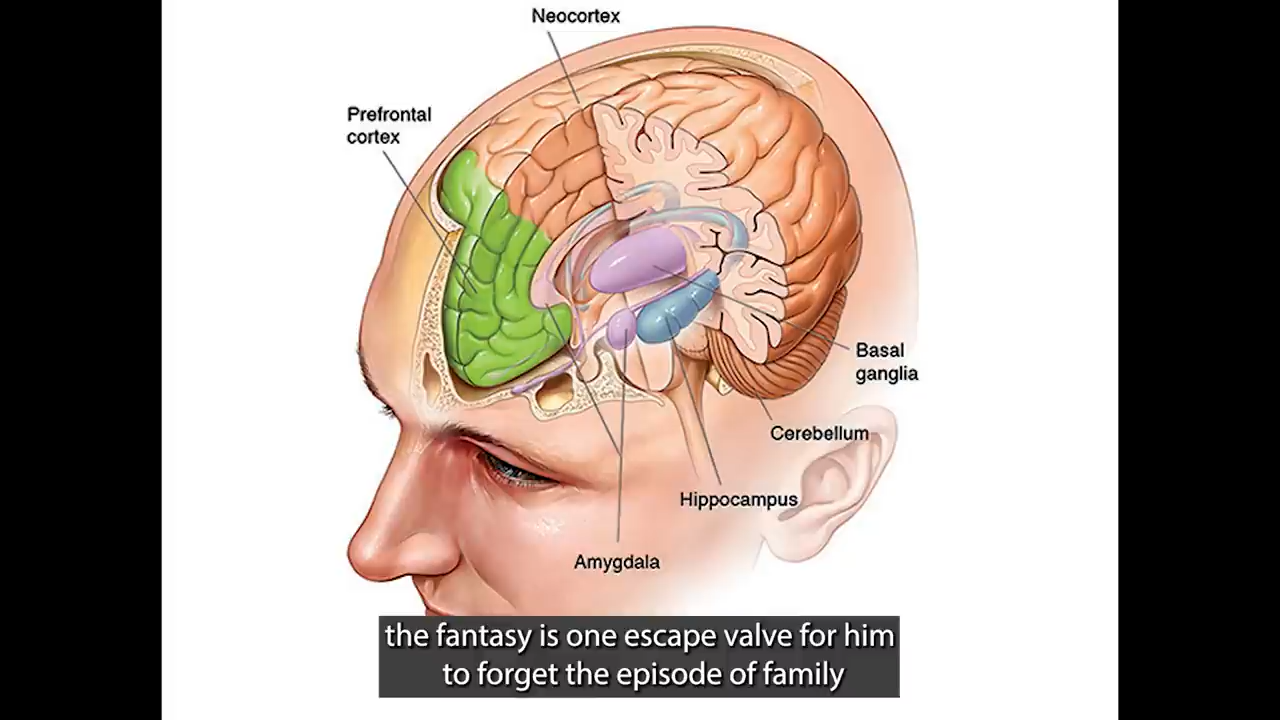 Neocortex
Prefrontal
cortex
Basal
ganglia
Cerebellum
Hippocampus
Amygdala
the fantasy is one escape valve for him
to forget the episode of family